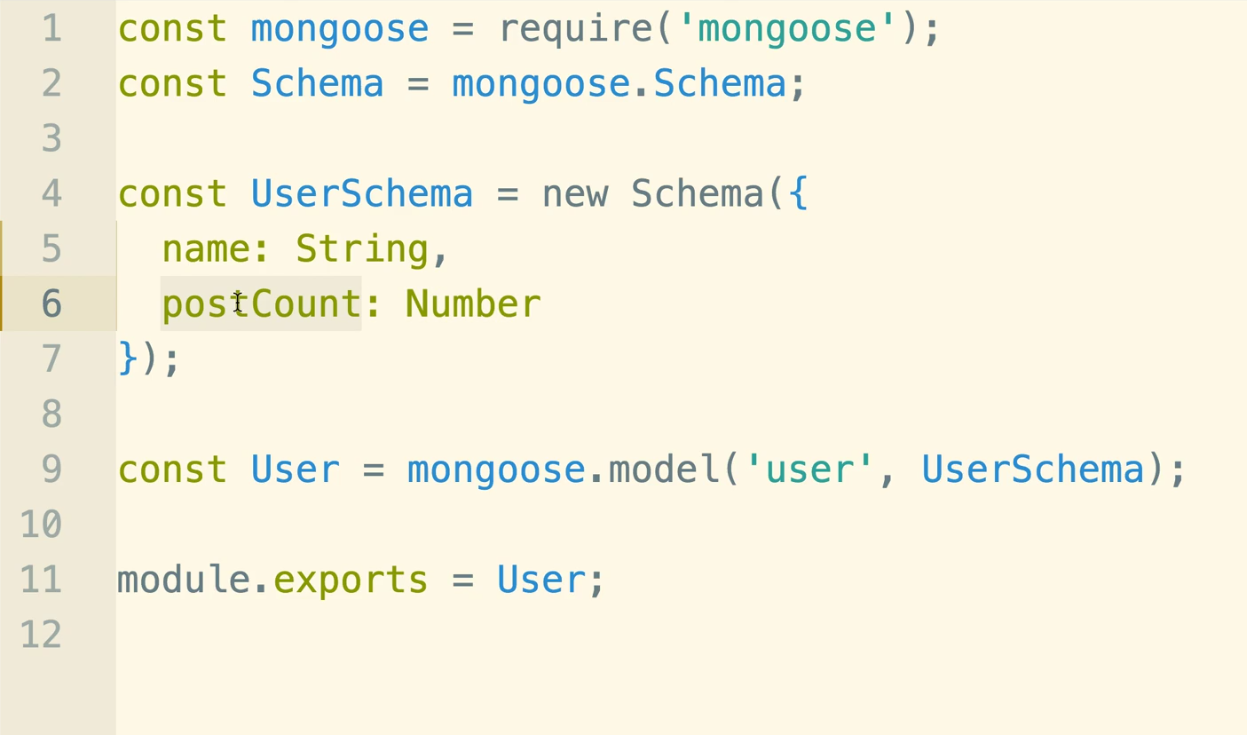 1 const mongoose = require('mongoose');
2 const Schema = mongoose.Schema;
3
4 const UserSchema = new Schema({
5   name: String,
6   postCount: Number
7 });
8
9 const User = mongoose.model('user', UserSchema);
10
11 module.exports = User;
12